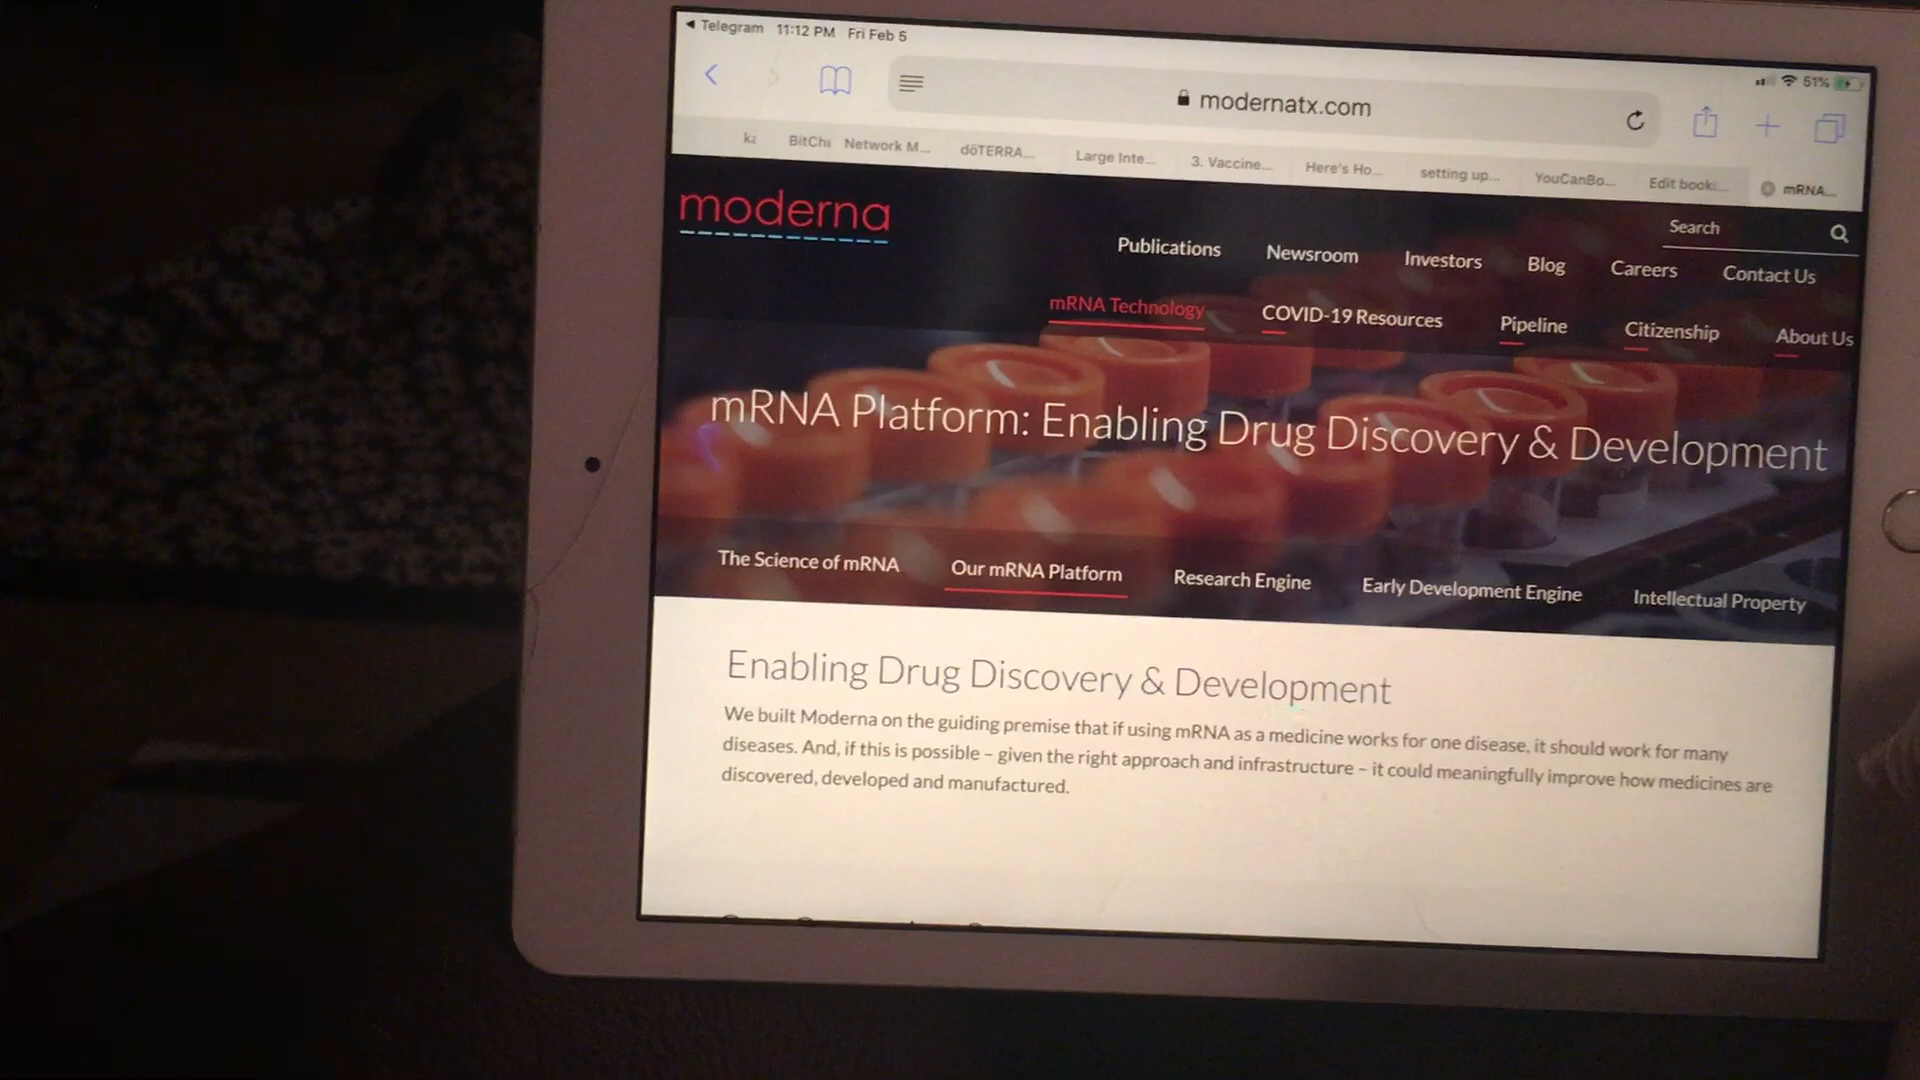 Telegram 11:12 PM Fri Feb 5
51%
modernatx.com
BitCh Network M... dōTERRA... Large Inte... 3. Vaccine... Here's Ho... setting up... YouCanBo... Edit booki... mRNA...
moderna
Search
Publications Newsroom Investors Blog Careers Contact Us
mRNA Technology COVID-19 Resources Pipeline Citizenship About Us
mRNA Platform: Enabling Drug Discovery & Development
The Science of mRNA Our mRNA Platform Research Engine Early Development Engine Intellectual Property
Enabling Drug Discovery & Development
We built Moderna on the guiding premise that if using mRNA as a medicine works for one disease, it should work for many
diseases. And, if this is possible – given the right approach and infrastructure – it could meaningfully improve how medicines are
discovered, developed and manufactured.